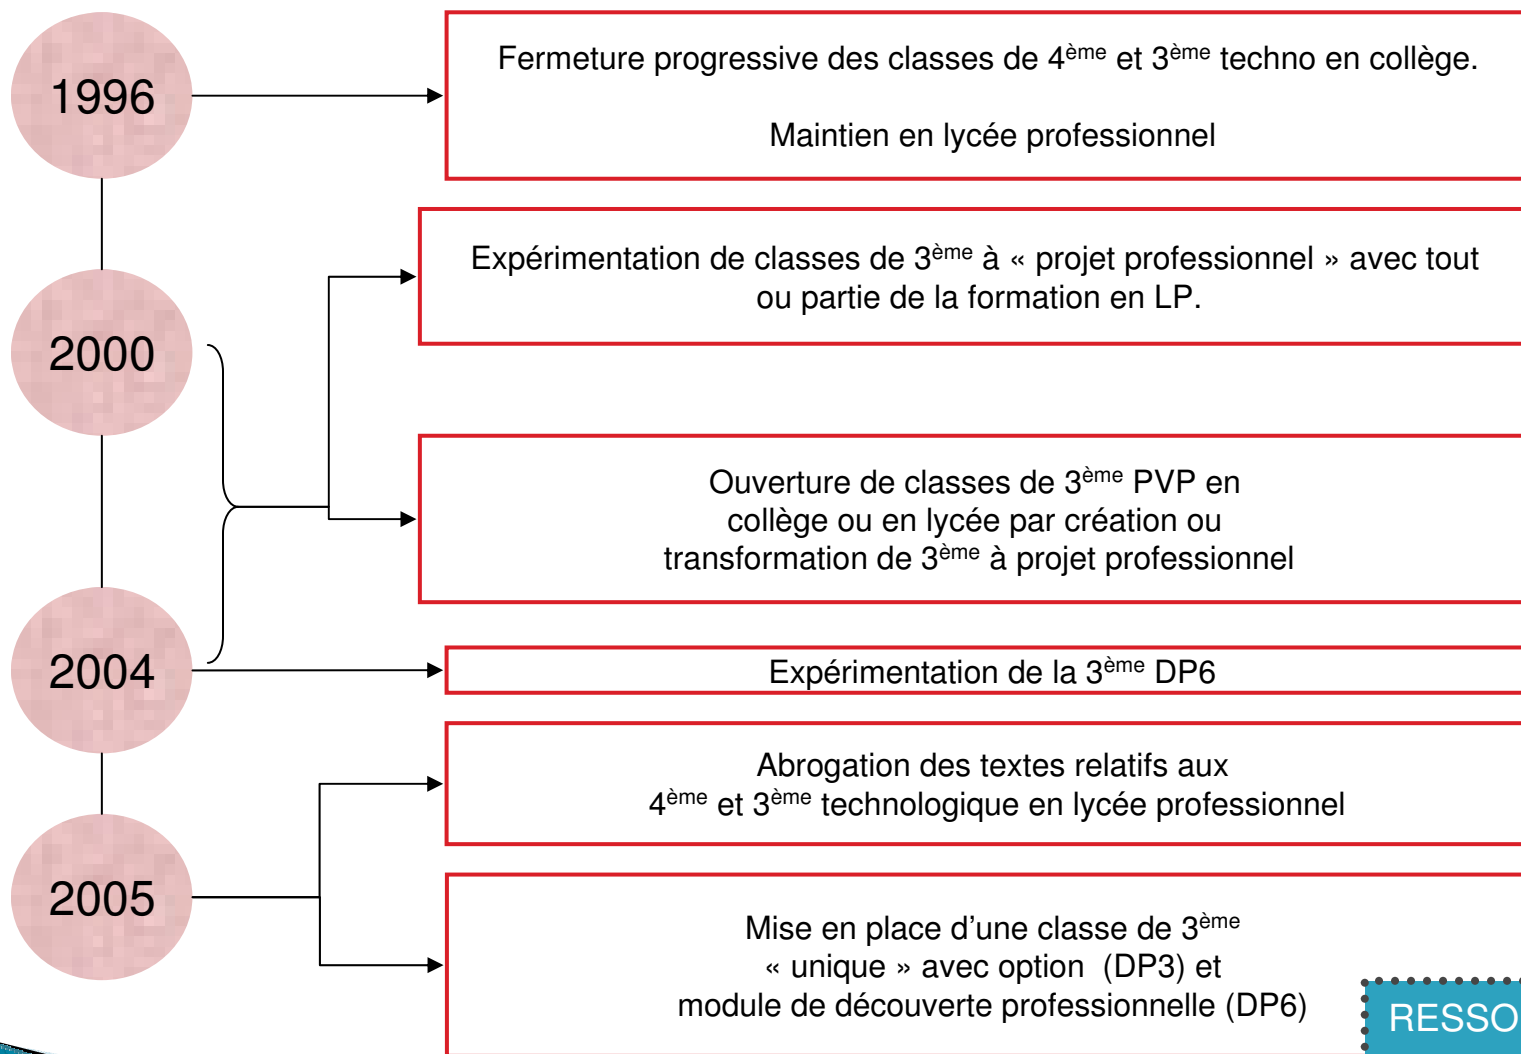 1996
Fermeture progressive des classes de 4ème et 3ème techno en collège.
Maintien en lycée professionnel
2000
Expérimentation de classes de 3ème à « projet professionnel » avec tout
ou partie de la formation en LP.
Ouverture de classes de 3ème PVP en
collège ou en lycée par création ou
transformation de 3ème à projet professionnel
2004
Expérimentation de la 3ème DP6
2005
Abrogation des textes relatifs aux
4ème et 3ème technologique en lycée professionnel
Mise en place d’une classe de 3ème
« unique » avec option (DP3) et
module de découverte professionnelle (DP6)
RESSO